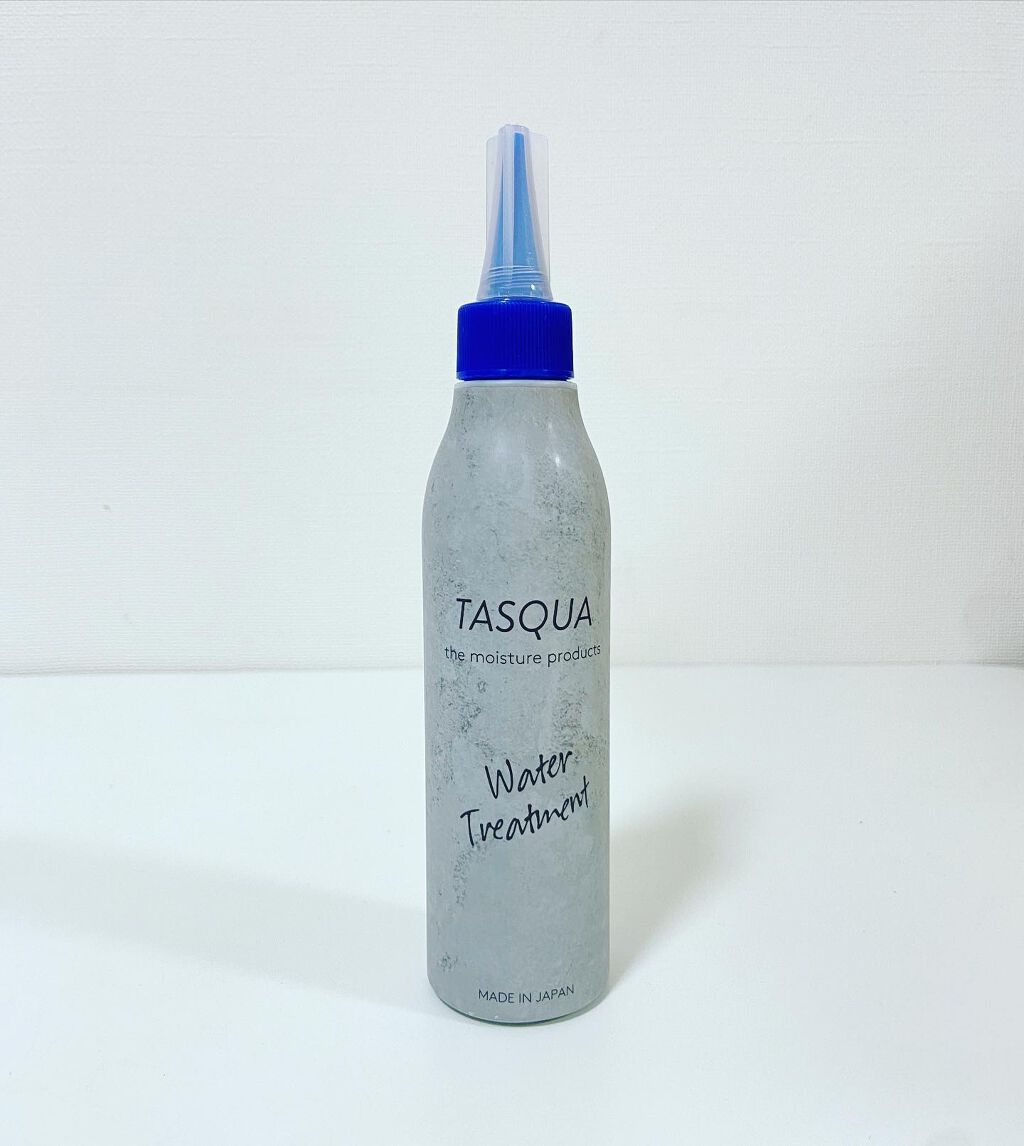 TASQUA
the moisture products
Water
Treatment
MADE IN JAPAN